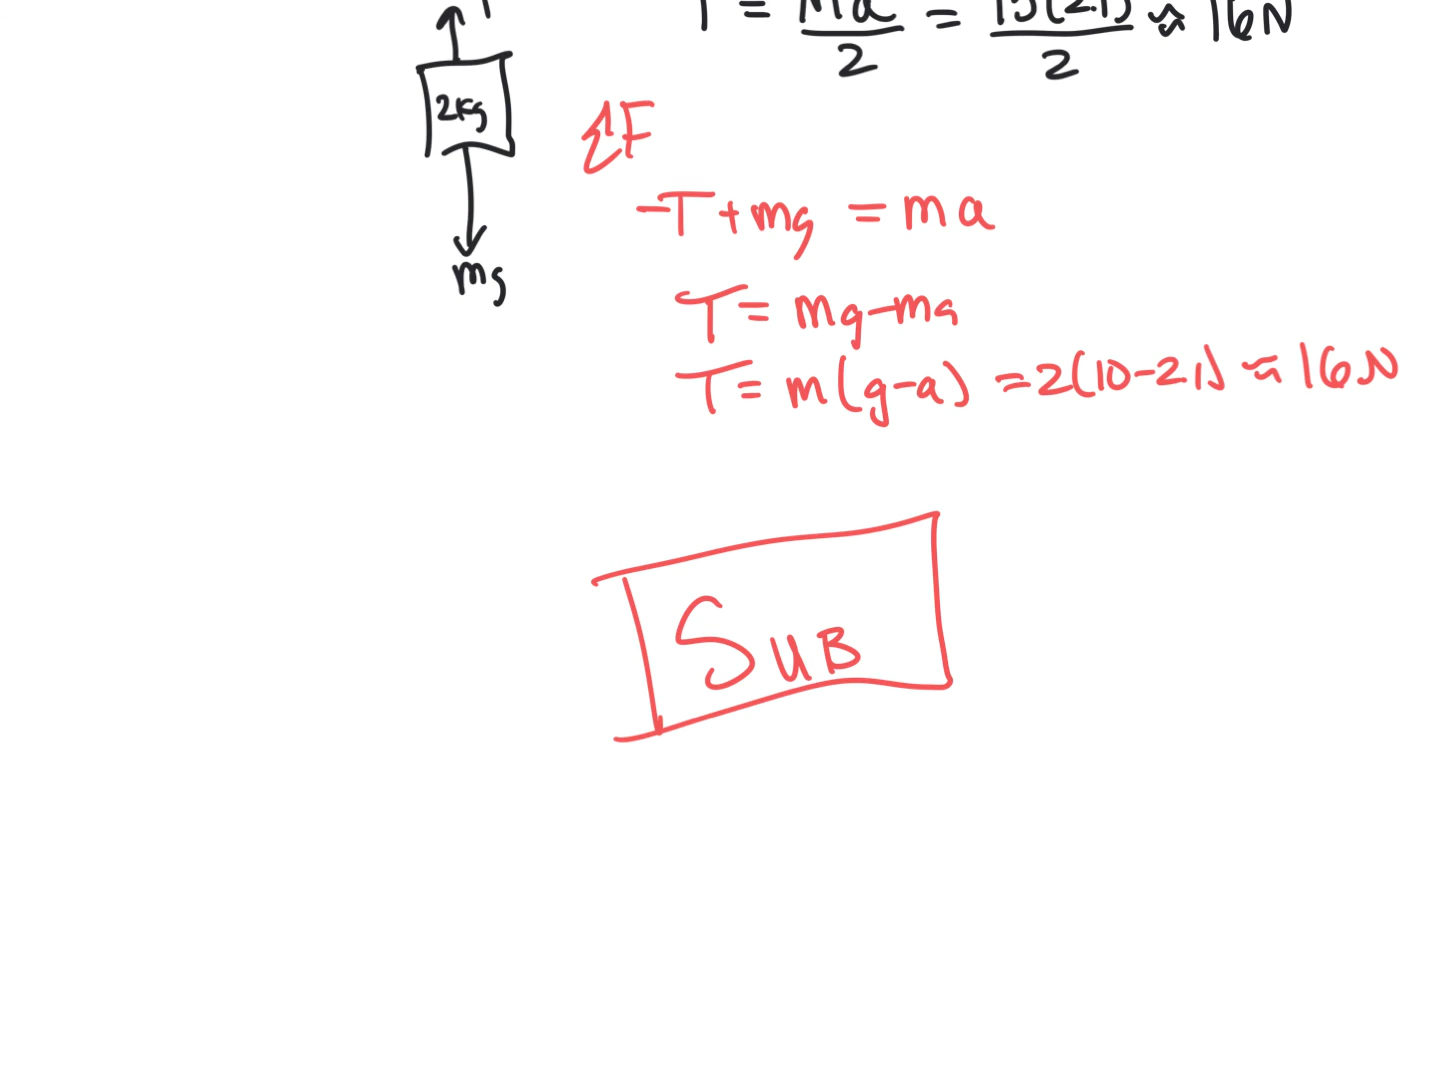 T = Ma/2 = 15(2.1)/2 ≈ 16N
2kg
ΣF
-T + mg = ma
mg
T = mg - ma
T = m(g-a) = 2(10-2.1) ≈ 16N
SUB